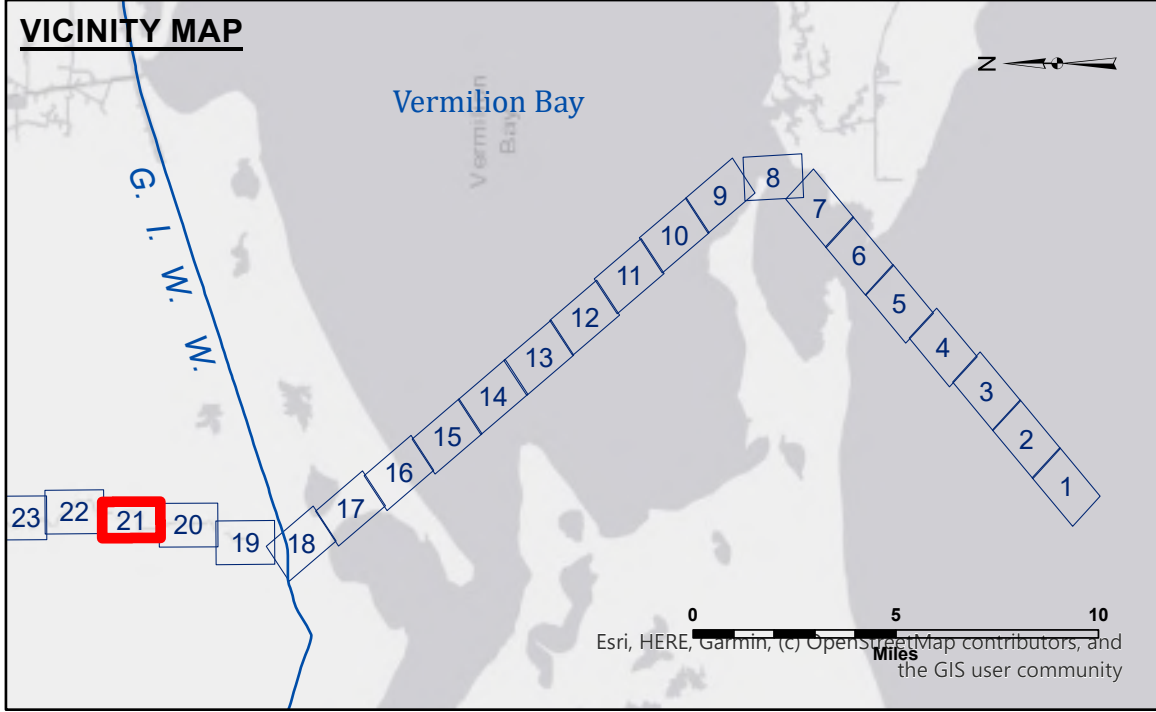 VICINITY MAP
N
Vermilion Bay
Vermilion
Bay
G. I. W. W.
8
9
7
10
6
11
5
12
4
13
3
14
2
15
1
16
17
18
19
20
21
22
23
0 5 10
Miles
Esri, HERE, Garmin, (c) OpenStreetMap contributors, and
the GIS user community